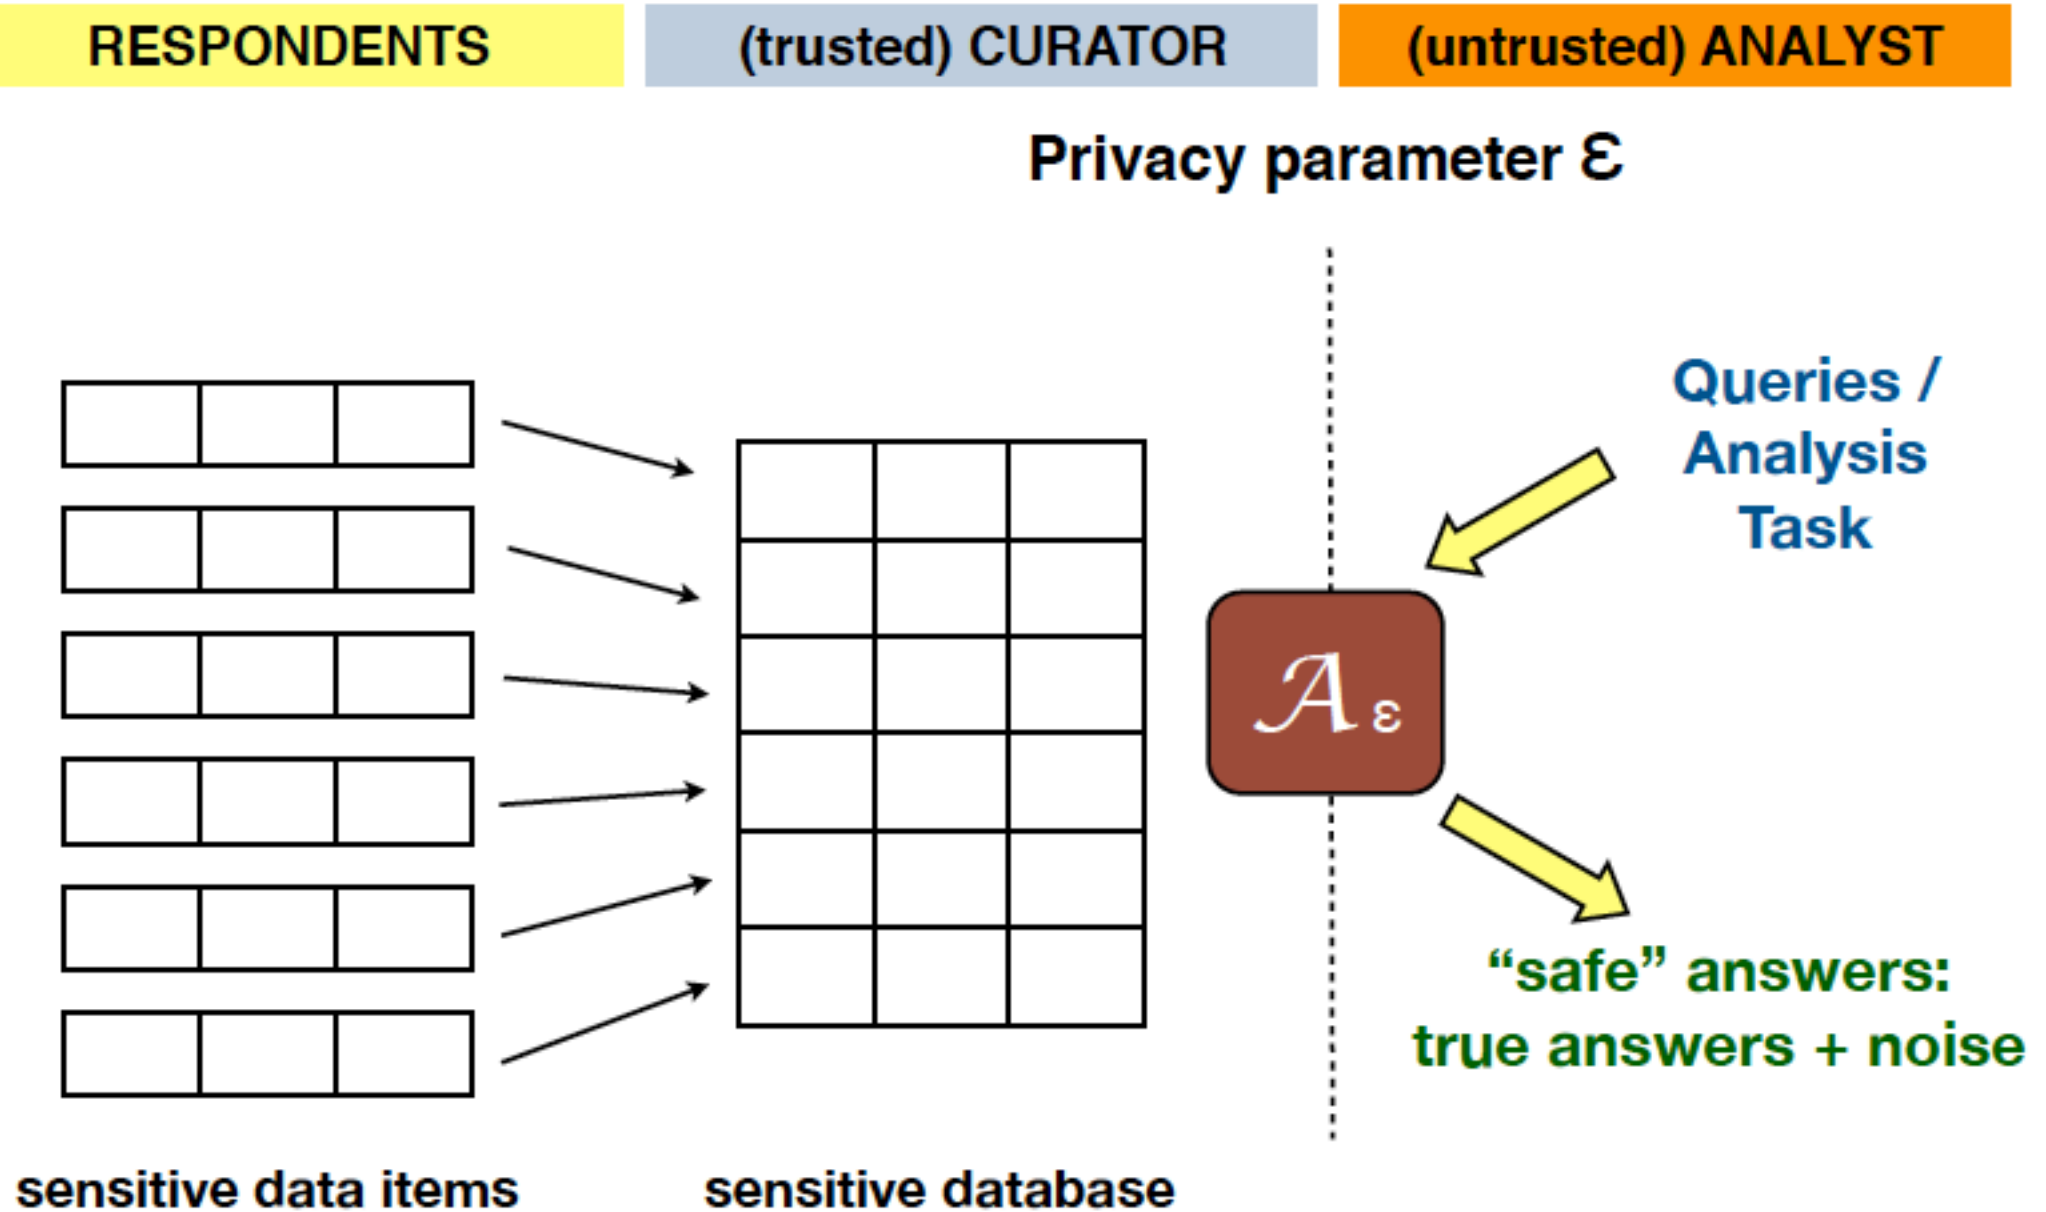 RESPONDENTS
(trusted) CURATOR
(untrusted) ANALYST
Privacy parameter ε
Queries /
Analysis
Task
𝒜 ε
“safe” answers:
true answers + noise
sensitive data items
sensitive database